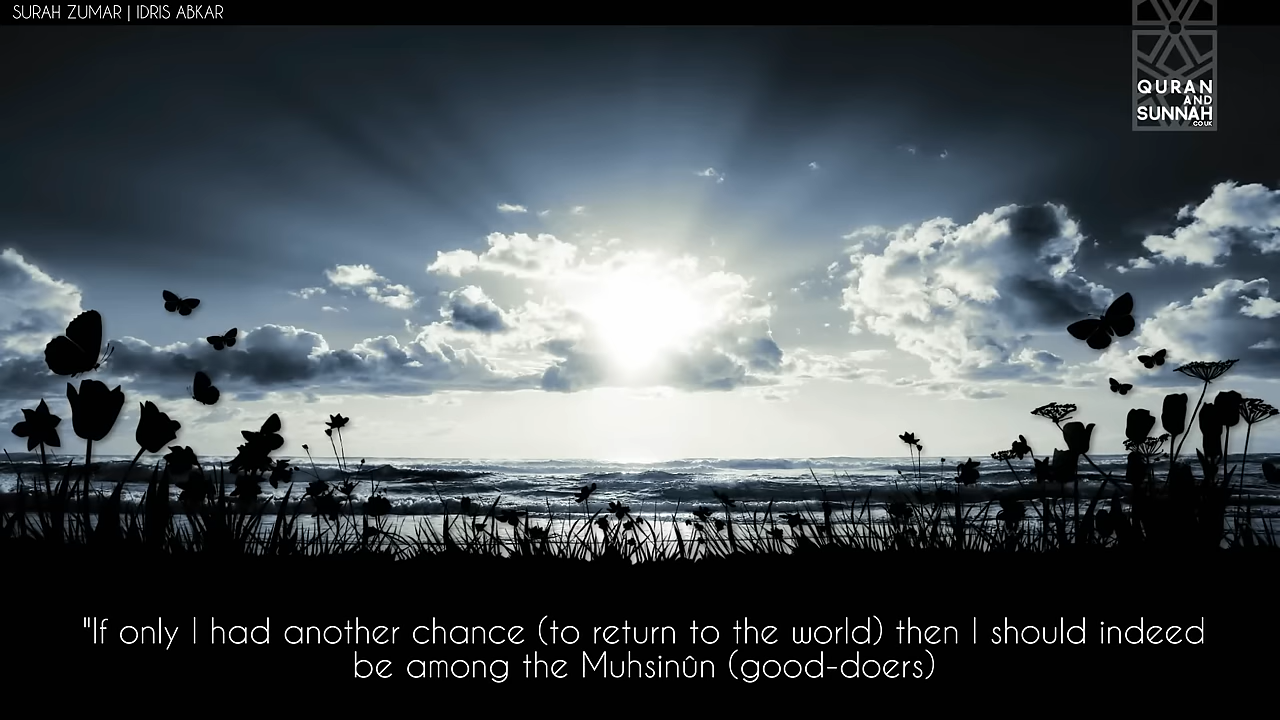 SURAH ZUMAR | IDRIS ABKAR
QURAN
AND
SUNNAH
.CO.UK
"If only I had another chance (to return to the world) then I should indeed
be among the Muhsinûn (good-doers)